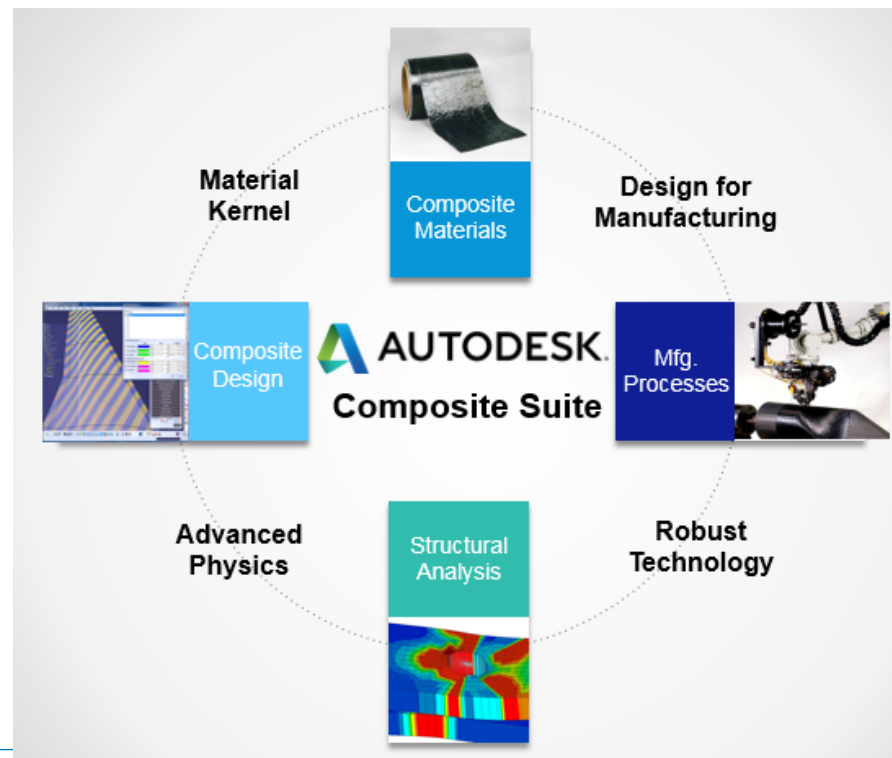 Composite
Materials
Material
Kernel
Design for
Manufacturing
Composite
Design
AUTODESK.
Composite Suite
Mfg.
Processes
Advanced
Physics
Structural
Analysis
Robust
Technology